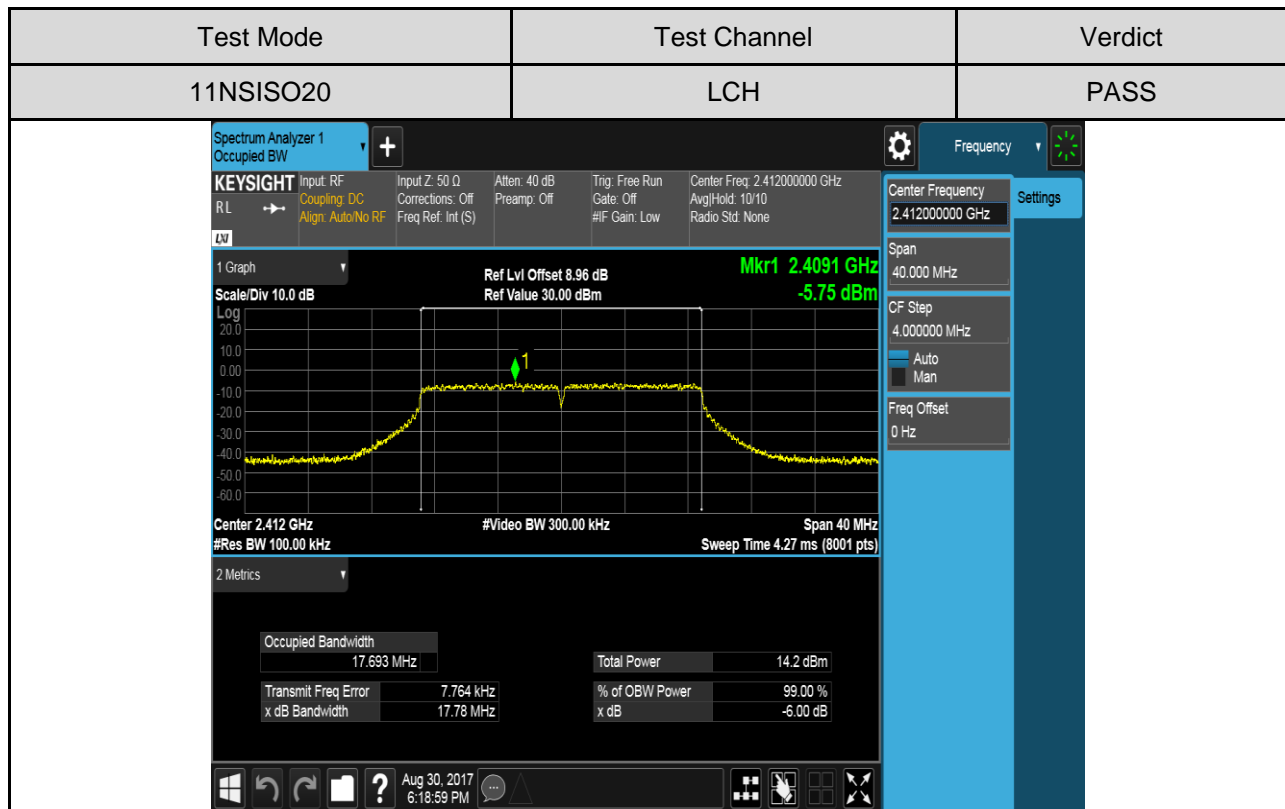 Test Mode Test Channel Verdict
11NSISO20 LCH PASS
Spectrum Analyzer 1
Occupied BW
+
Frequency
KEYSIGHT Input: RF Input Z: 50 Ω Atten: 40 dB Trig: Free Run Center Freq: 2.412000000 GHz
RL Coupling: DC Corrections: Off Preamp: Off Gate: Off Avg|Hold: 10/10
Align: Auto/No RF Freq Ref: Int (S) #IF Gain: Low Radio Std: None
LXI
Center Frequency
2.412000000 GHz
Settings
Span
40.000 MHz
CF Step
4.000000 MHz
Auto
Man
Freq Offset
0 Hz
1 Graph Ref Lvl Offset 8.96 dB Mkr1 2.4091 GHz
Scale/Div 10.0 dB Ref Value 30.00 dBm -5.75 dBm
Log
20.0
10.0
0.00
-10.0
-20.0
-30.0
-40.0
-50.0
-60.0
1
Center 2.412 GHz #Video BW 300.00 kHz Span 40 MHz
#Res BW 100.00 kHz Sweep Time 4.27 ms (8001 pts)
2 Metrics
Occupied Bandwidth
17.693 MHz Total Power 14.2 dBm
Transmit Freq Error 7.764 kHz % of OBW Power 99.00 %
x dB Bandwidth 17.78 MHz x dB -6.00 dB
? Aug 30, 2017
6:18:59 PM